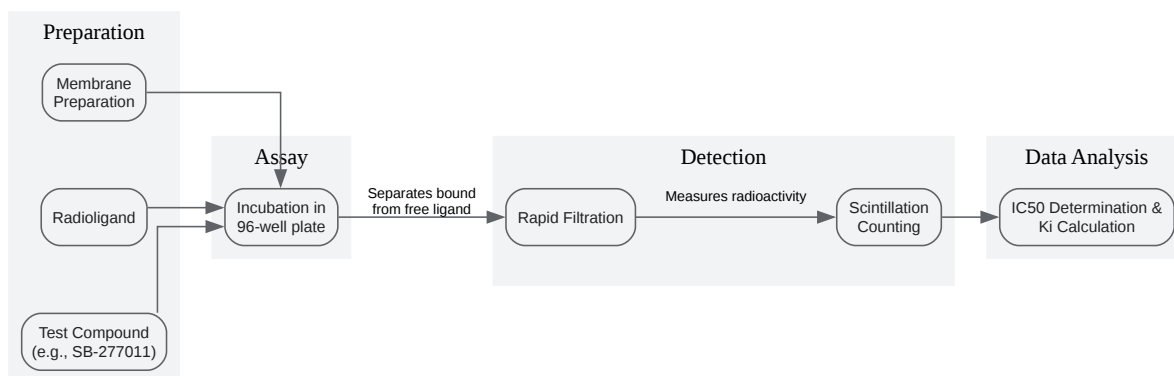 Preparation
Membrane
Preparation
Radioligand
Test Compound
(e.g., SB-277011)
Assay
Incubation in
96-well plate
Separates bound
from free ligand
Detection
Rapid Filtration
Measures radioactivity
Scintillation
Counting
Data Analysis
IC50 Determination &
Ki Calculation